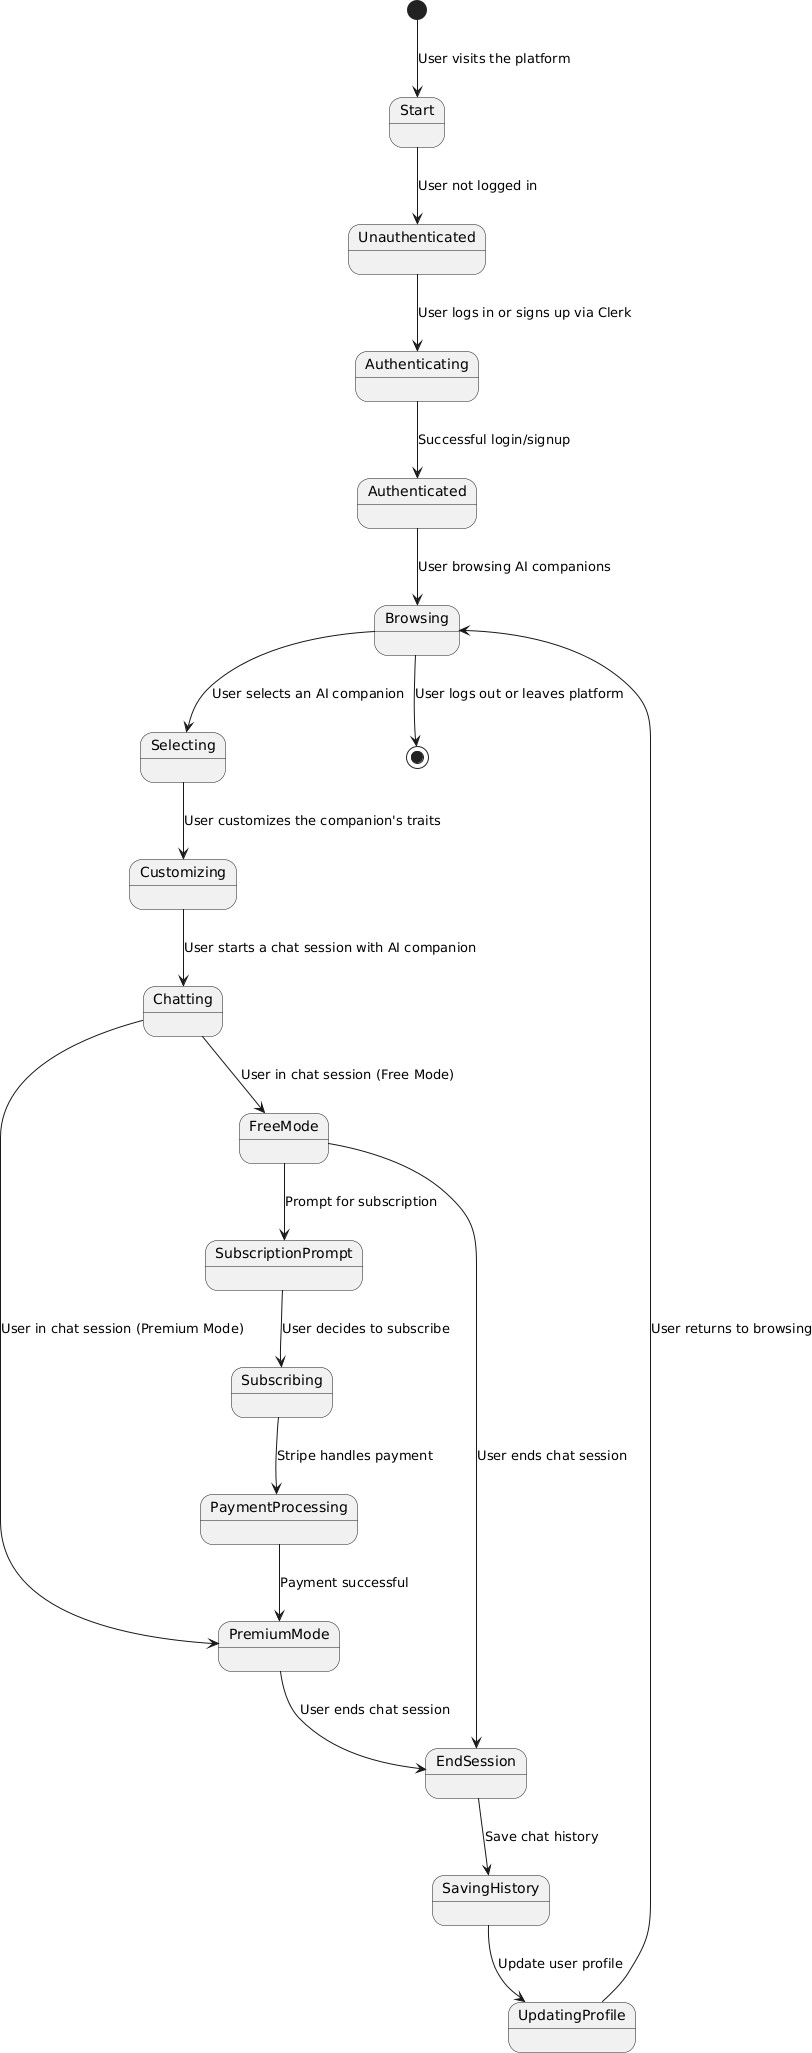 User visits the platform
Start
User not logged in
Unauthenticated
User logs in or signs up via Clerk
Authenticating
Successful login/signup
Authenticated
User browsing AI companions
Browsing
User selects an AI companion
User logs out or leaves platform
Selecting
User customizes the companion's traits
Customizing
User starts a chat session with AI companion
Chatting
User in chat session (Free Mode)
FreeMode
Prompt for subscription
SubscriptionPrompt
User in chat session (Premium Mode)
User decides to subscribe
User returns to browsing
Subscribing
Stripe handles payment
User ends chat session
PaymentProcessing
Payment successful
PremiumMode
User ends chat session
EndSession
Save chat history
SavingHistory
Update user profile
UpdatingProfile